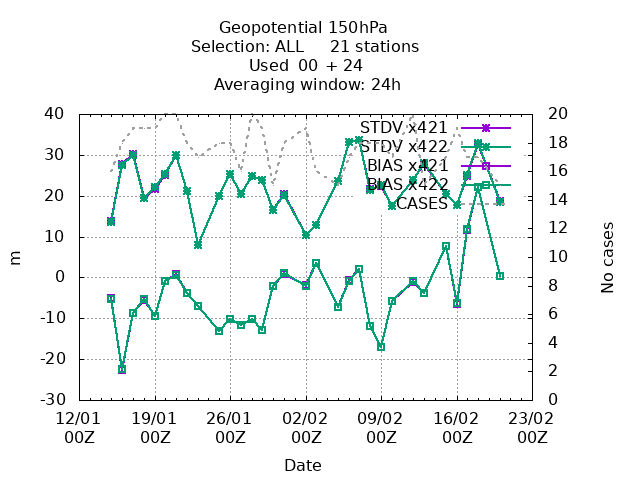 Geopotential 150hPa
Selection: ALL 21 stations
Used 00 + 24
Averaging window: 24h
STDV x421
STDV x422
BIAS x421
BIAS x422
CASES
40
30
20
10
0
-10
-20
-30
m
20
18
16
14
12
10
8
6
4
2
0
No cases
12/01 19/01 26/01 02/02 09/02 16/02 23/02
00Z 00Z 00Z 00Z 00Z 00Z 00Z
Date